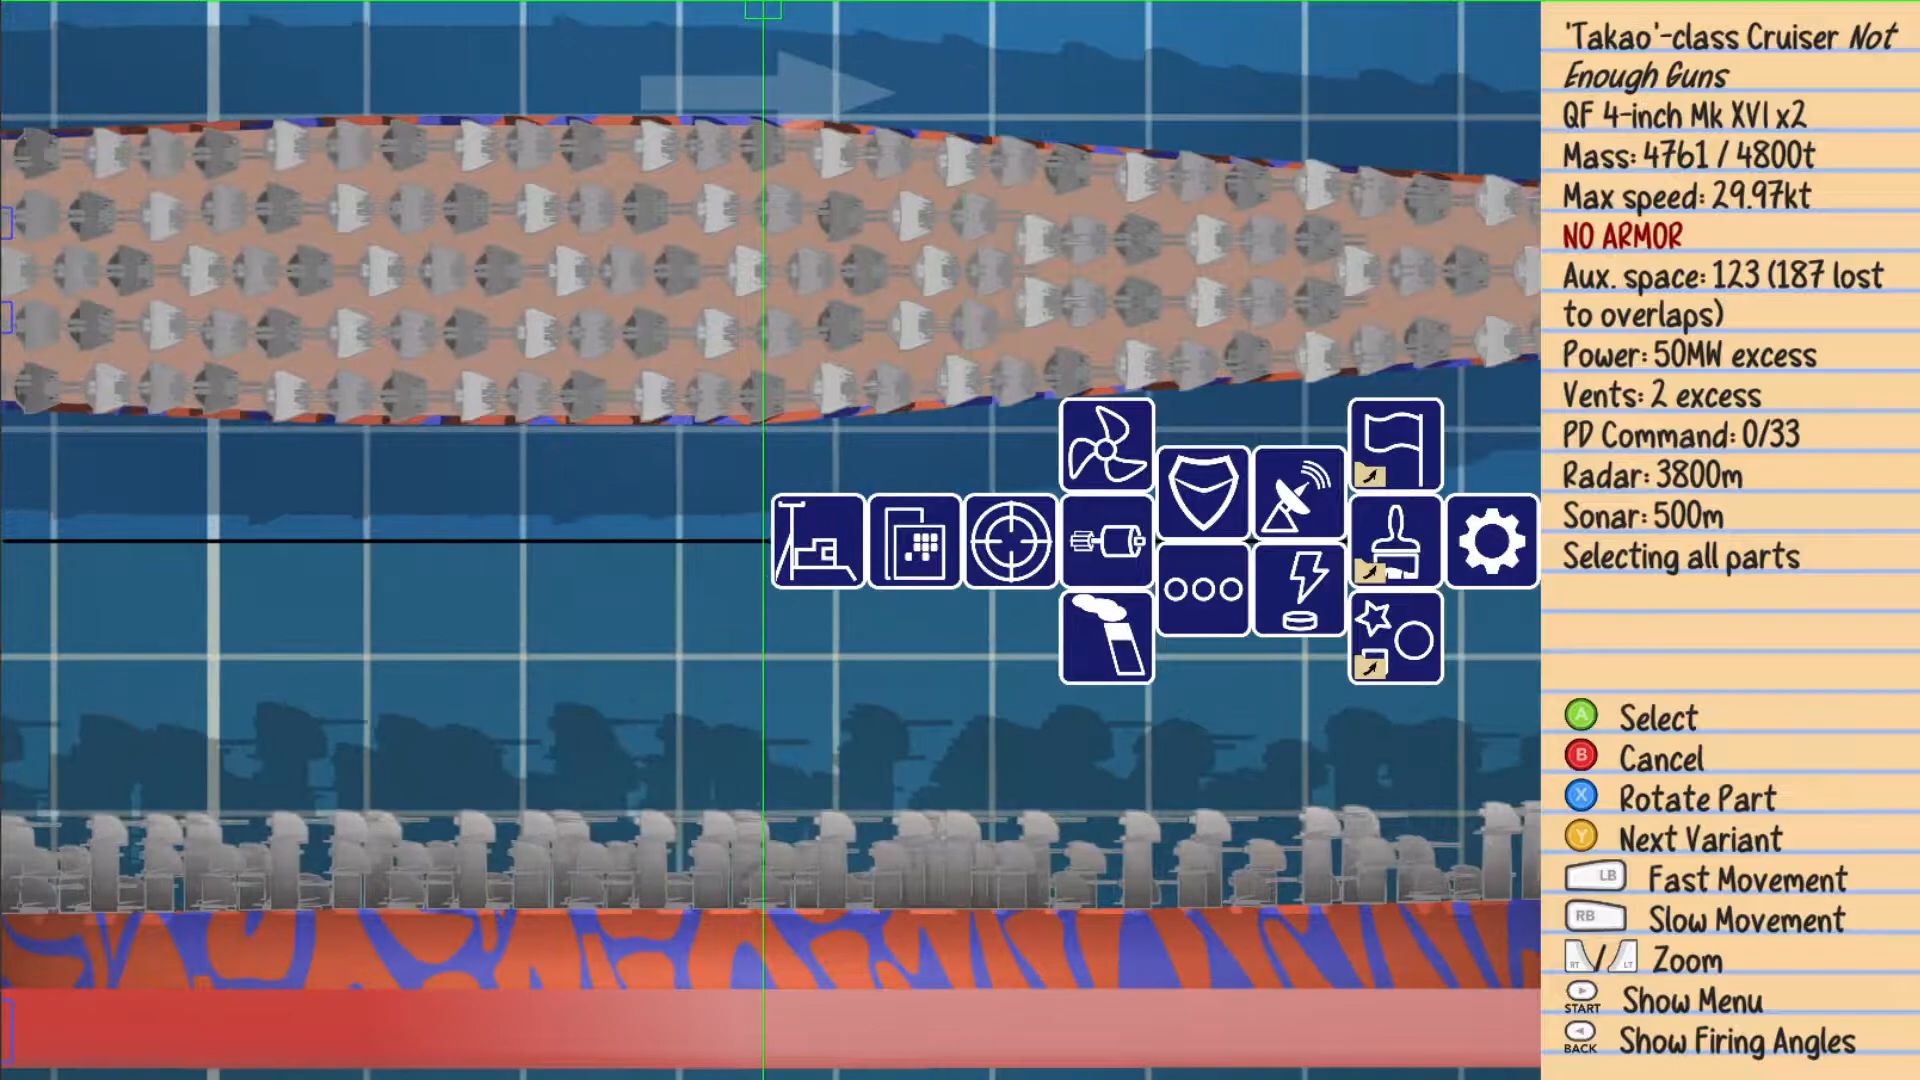 'Takao'-class Cruiser Not
Enough Guns
QF 4-inch Mk XVI x2
Mass: 4761 / 4800t
Max speed: 29.97kt
NO ARMOR
Aux. space: 123 (187 lost
to overlaps)
Power: 50MW excess
Vents: 2 excess
PD Command: 0/33
Radar: 3800m
Sonar: 500m
Selecting all parts
A Select
B Cancel
X Rotate Part
Y Next Variant
LB Fast Movement
RB Slow Movement
RT / LT Zoom
START Show Menu
BACK Show Firing Angles